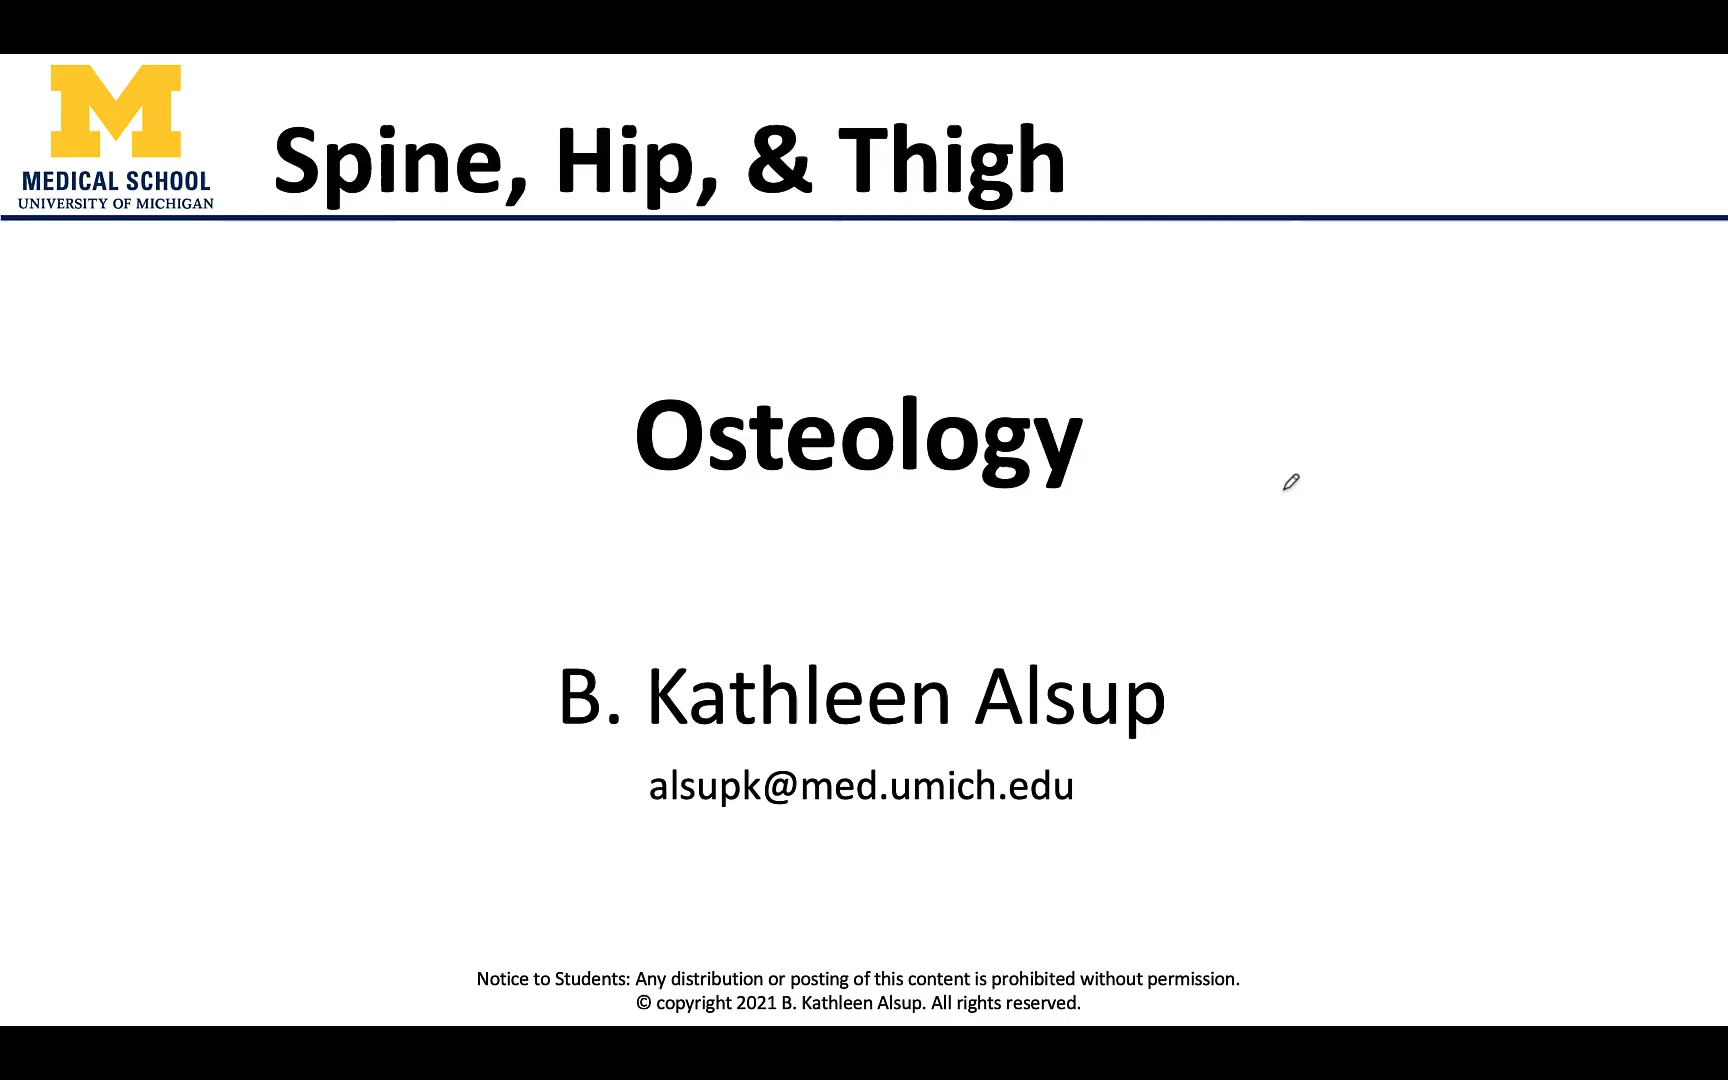 M
MEDICAL SCHOOL
UNIVERSITY OF MICHIGAN
Spine, Hip, & Thigh
Osteology
B. Kathleen Alsup
alsupk@med.umich.edu
Notice to Students: Any distribution or posting of this content is prohibited without permission.
© copyright 2021 B. Kathleen Alsup. All rights reserved.